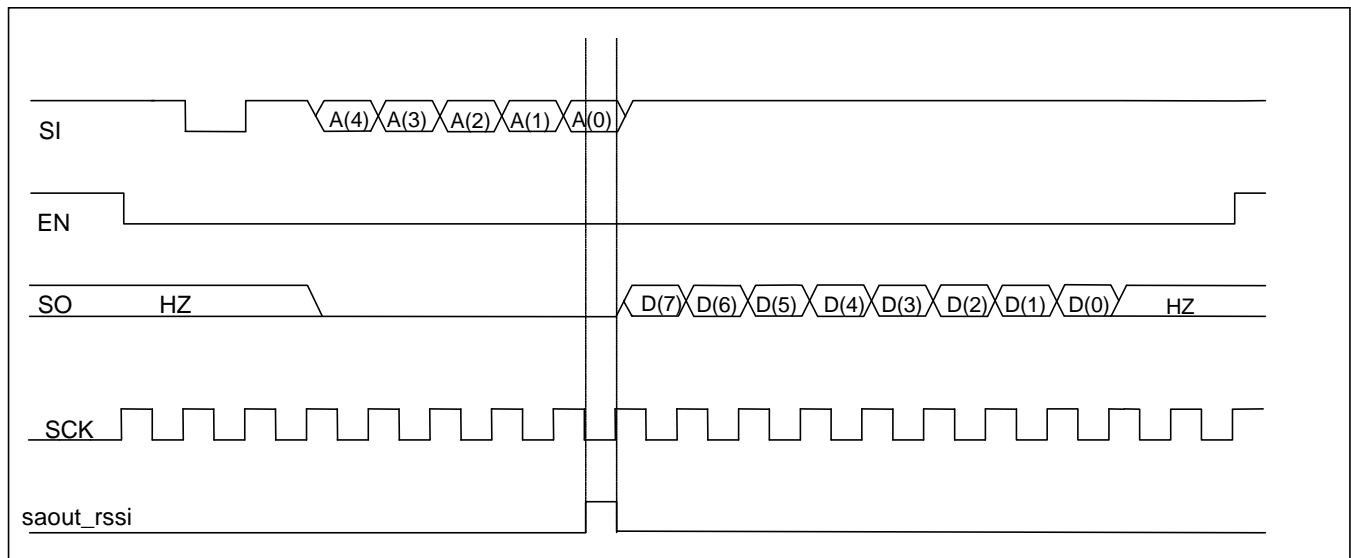 SI A(4) A(3) A(2) A(1) A(0)
EN
SO HZ D(7) D(6) D(5) D(4) D(3) D(2) D(1) D(0) HZ
SCK
saout_rssi